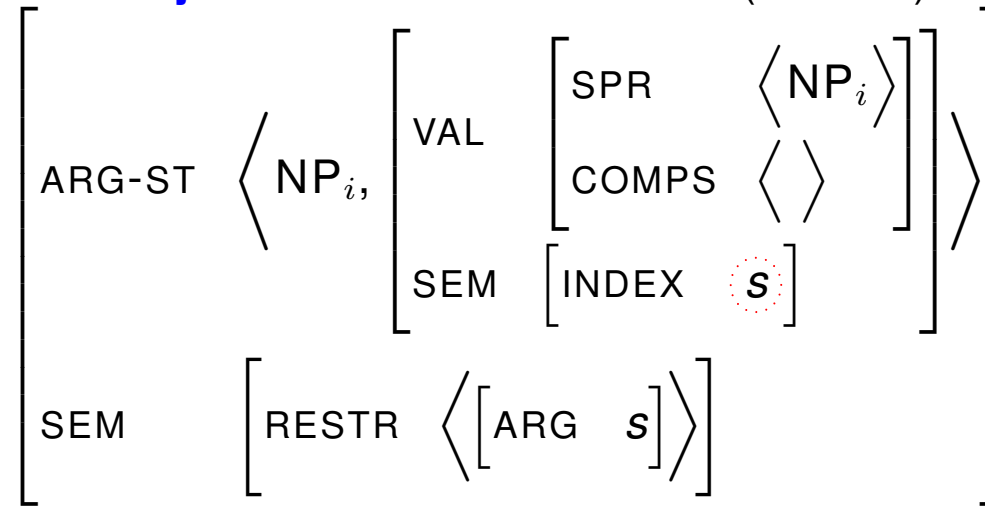 SPR ⟨ NPᵢ ⟩
VAL
COMPS ⟨ ⟩
ARG-ST ⟨ NPᵢ,
SEM [ INDEX s ] ⟩
SEM [ RESTR ⟨ [ ARG s ] ⟩ ]